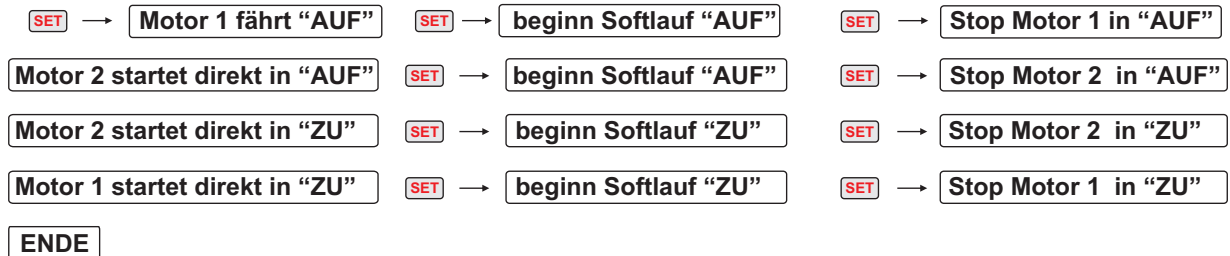 SET → Motor 1 fährt “AUF” SET → beginn Softlauf “AUF” SET → Stop Motor 1 in “AUF”
Motor 2 startet direkt in “AUF” SET → beginn Softlauf “AUF” SET → Stop Motor 2 in “AUF”
Motor 2 startet direkt in “ZU” SET → beginn Softlauf “ZU” SET → Stop Motor 2 in “ZU”
Motor 1 startet direkt in “ZU” SET → beginn Softlauf “ZU” SET → Stop Motor 1 in “ZU”
ENDE